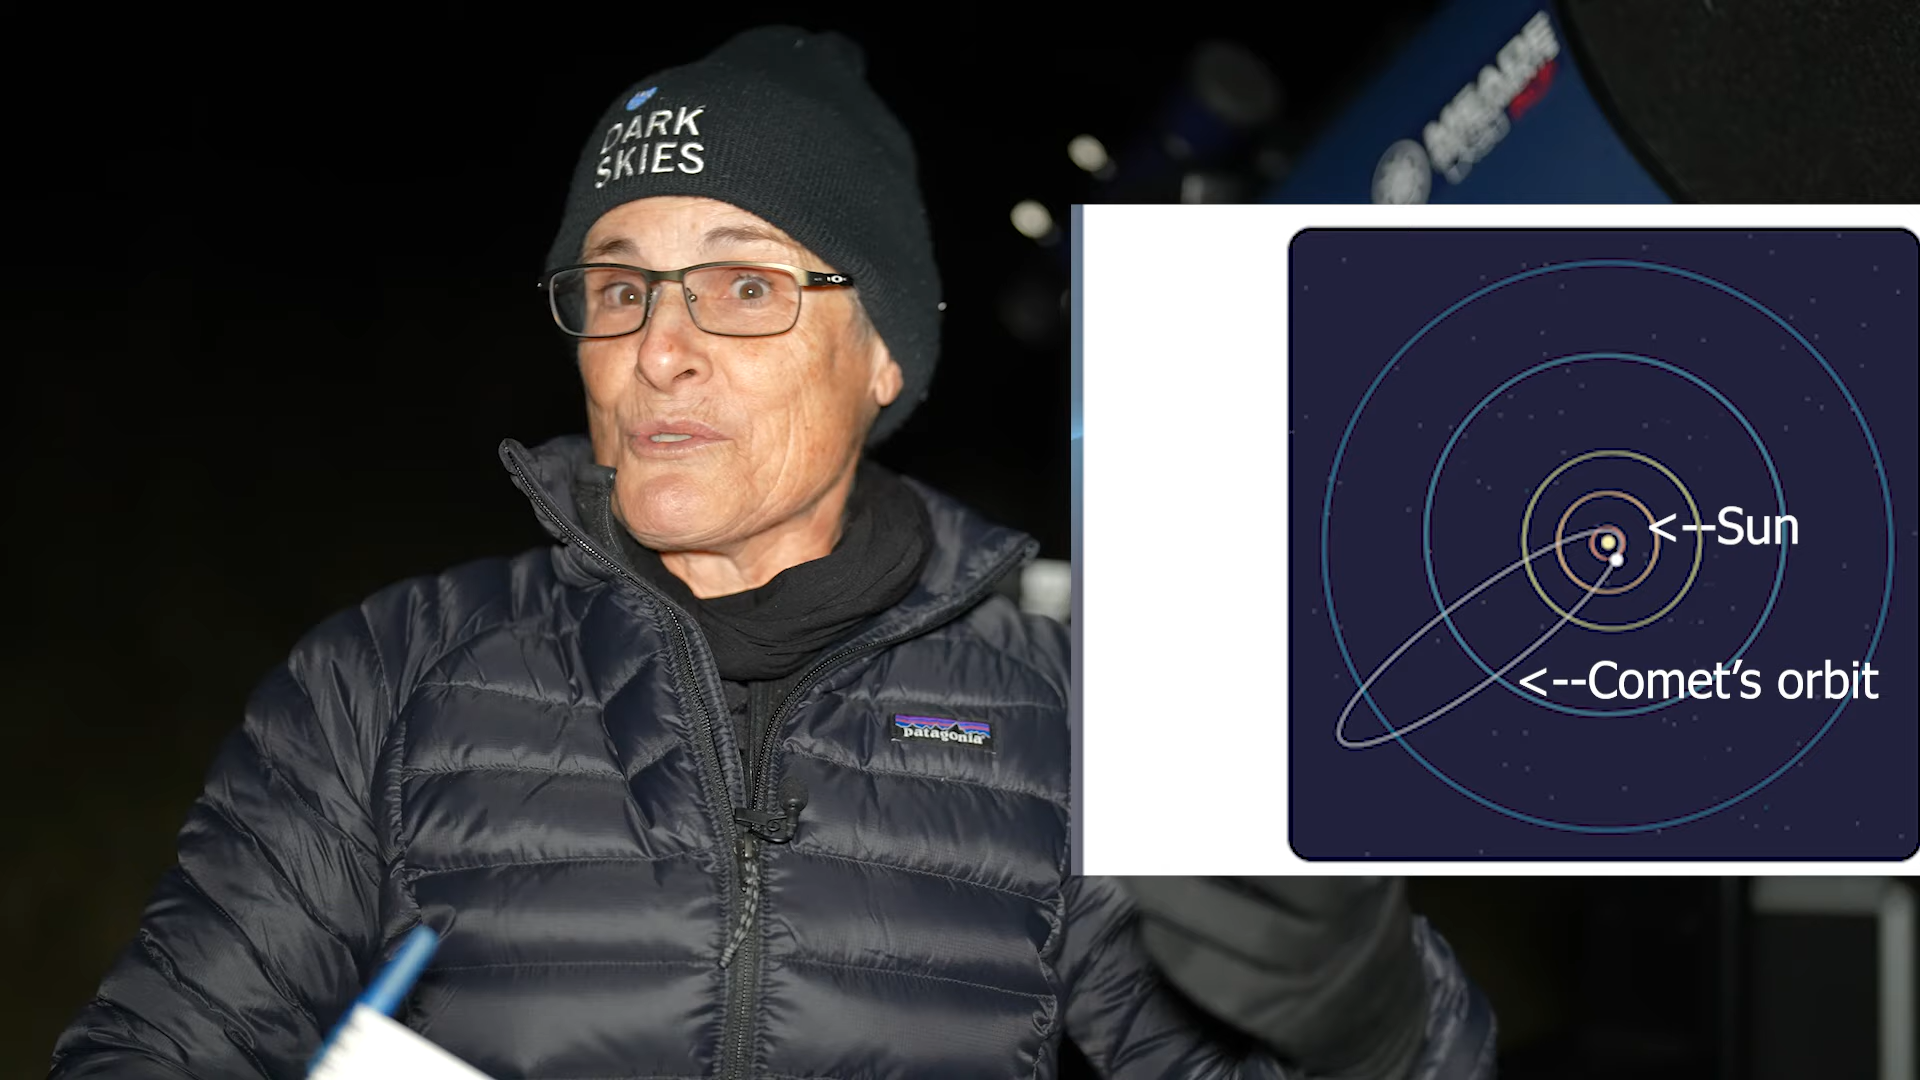 DARK
SKIES
MEADE
patagonia
<--Sun
<--Comet’s orbit